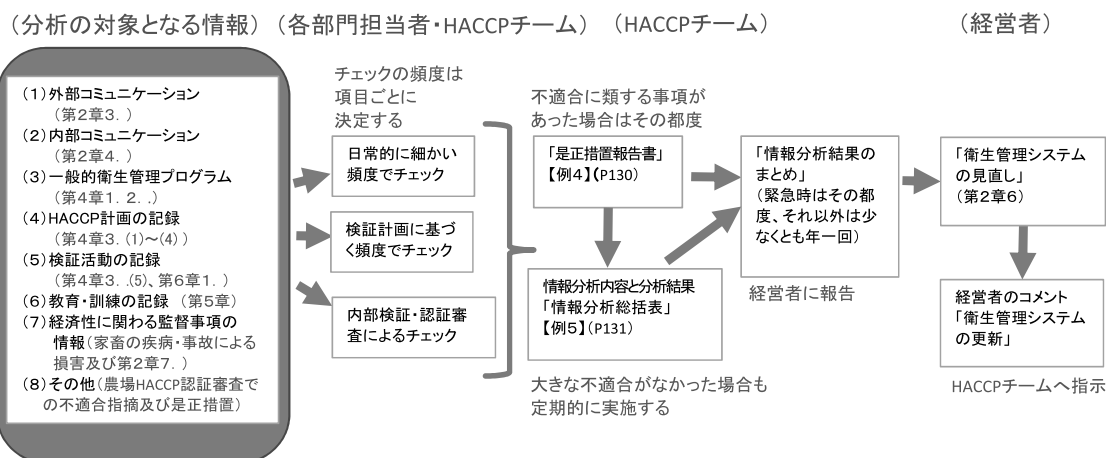 （分析の対象となる情報）（各部門担当者・HACCPチーム）（HACCPチーム）（経営者）
（1）外部コミュニケーション
（第2章3．）
（2）内部コミュニケーション
（第2章4．）
（3）一般的衛生管理プログラム
（第4章1．2．．）
（4）HACCP計画の記録
（第4章3．(1)～(4)）
（5）検証活動の記録
（第4章3．.(5)、第6章1．）
（6）教育・訓練の記録（第5章）
（7）経済性に関わる監督事項の
情報（家畜の疾病・事故による
損害及び第2章7．）
（8）その他（農場HACCP認証審査で
の不適合指摘及び是正措置）
チェックの頻度は
項目ごとに
決定する
日常的に細かい
頻度でチェック
検証計画に基づ
く頻度でチェック
内部検証・認証審
査によるチェック
不適合に類する事項が
あった場合はその都度
「是正措置報告書」
【例４】（P130）
情報分析内容と分析結果
「情報分析総括表」
【例５】（P131）
大きな不適合がなかった場合も
定期的に実施する
「情報分析結果の
まとめ」
（緊急時はその都
度、それ以外は少
なくとも年一回）
経営者に報告
「衛生管理システム
の見直し」
（第2章6）
経営者のコメント
「衛生管理システム
の更新」
HACCPチームへ指示